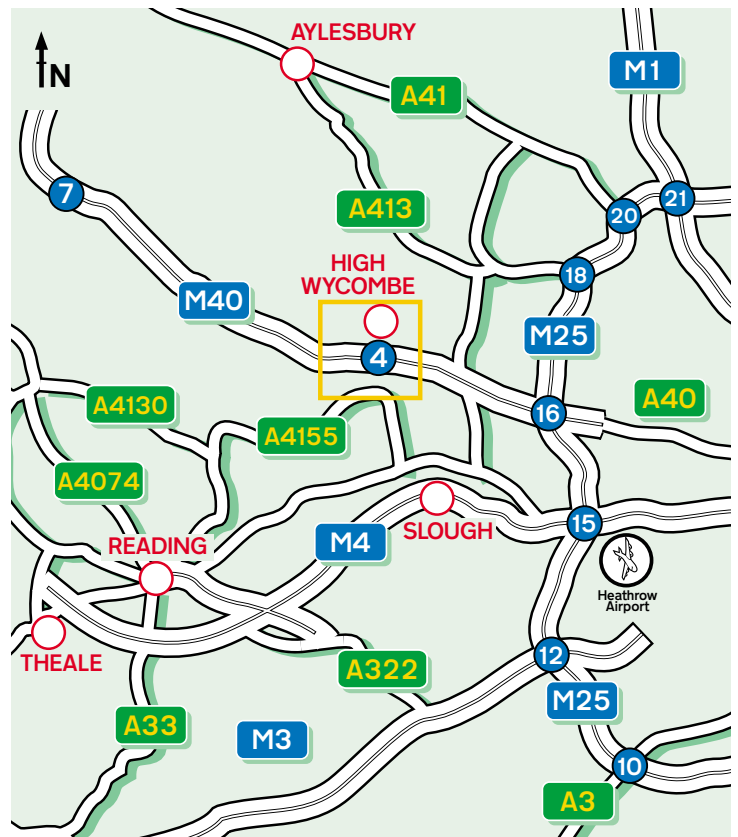 AYLESBURY
N
M1
A41
7
21
A413
20
HIGH
WYCOMBE
18
M40
M25
4
A4130
A40
16
A4155
A4074
SLOUGH
15
M4
READING
Heathrow
Airport
THEALE
12
A322
M25
A33
M3
10
A3